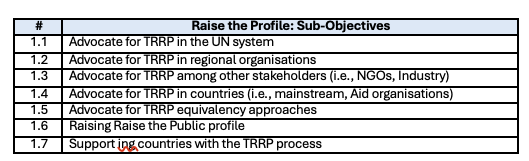 # Raise the Profile: Sub-Objectives
1.1 Advocate for TRRP in the UN system
1.2 Advocate for TRRP in regional organisations
1.3 Advocate for TRRP among other stakeholders (i.e., NGOs, Industry)
1.4 Advocate for TRRP in countries (i.e., mainstream, Aid organisations)
1.5 Advocate for TRRP equivalency approaches
1.6 Raising Raise the Public profile
1.7 Support ing countries with the TRRP process